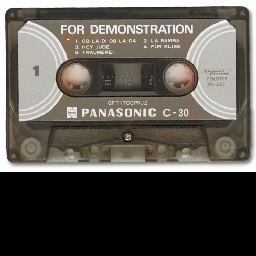 FOR DEMONSTRATION
1. OB-LA-DI OB-LA-DA 2. LA BAMBA
3. HEY JUDE 4. FÜR ELISE
5. TRÄUMEREI
1
PANASONIC C-30